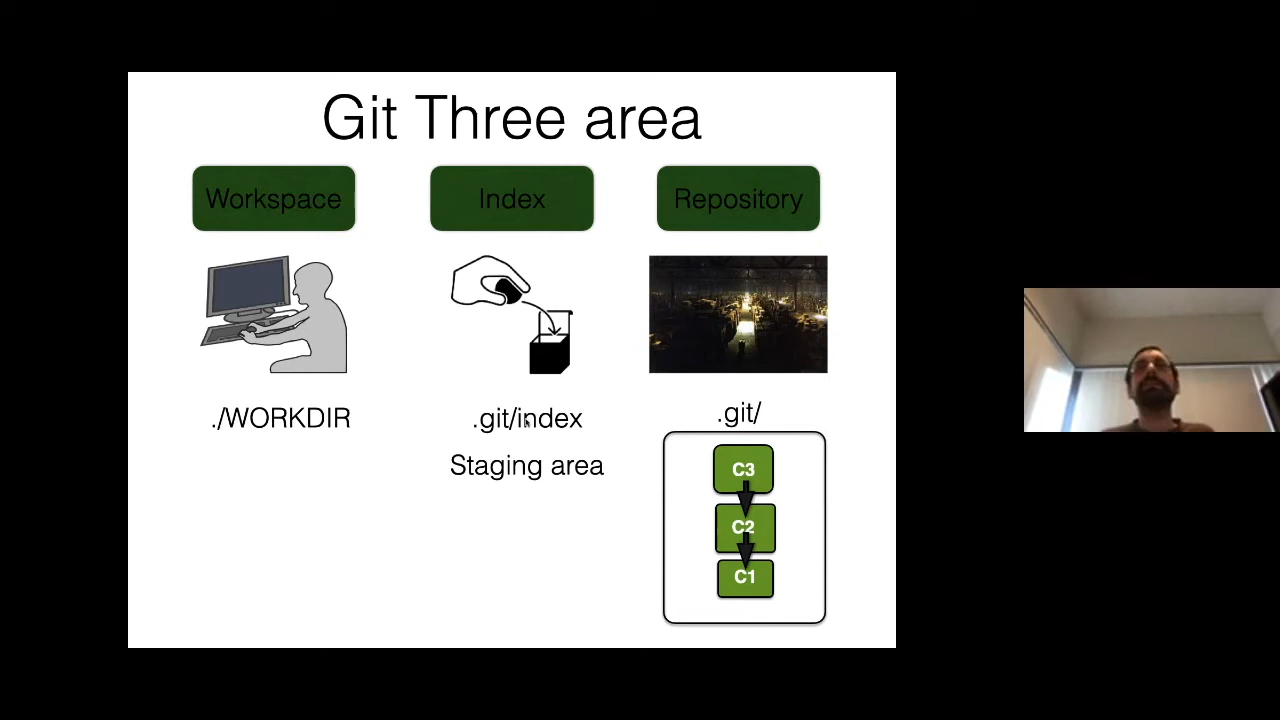 Git Three area
Workspace
Index
Repository
./WORKDIR
.git/index
.git/
Staging area
C3
C2
C1